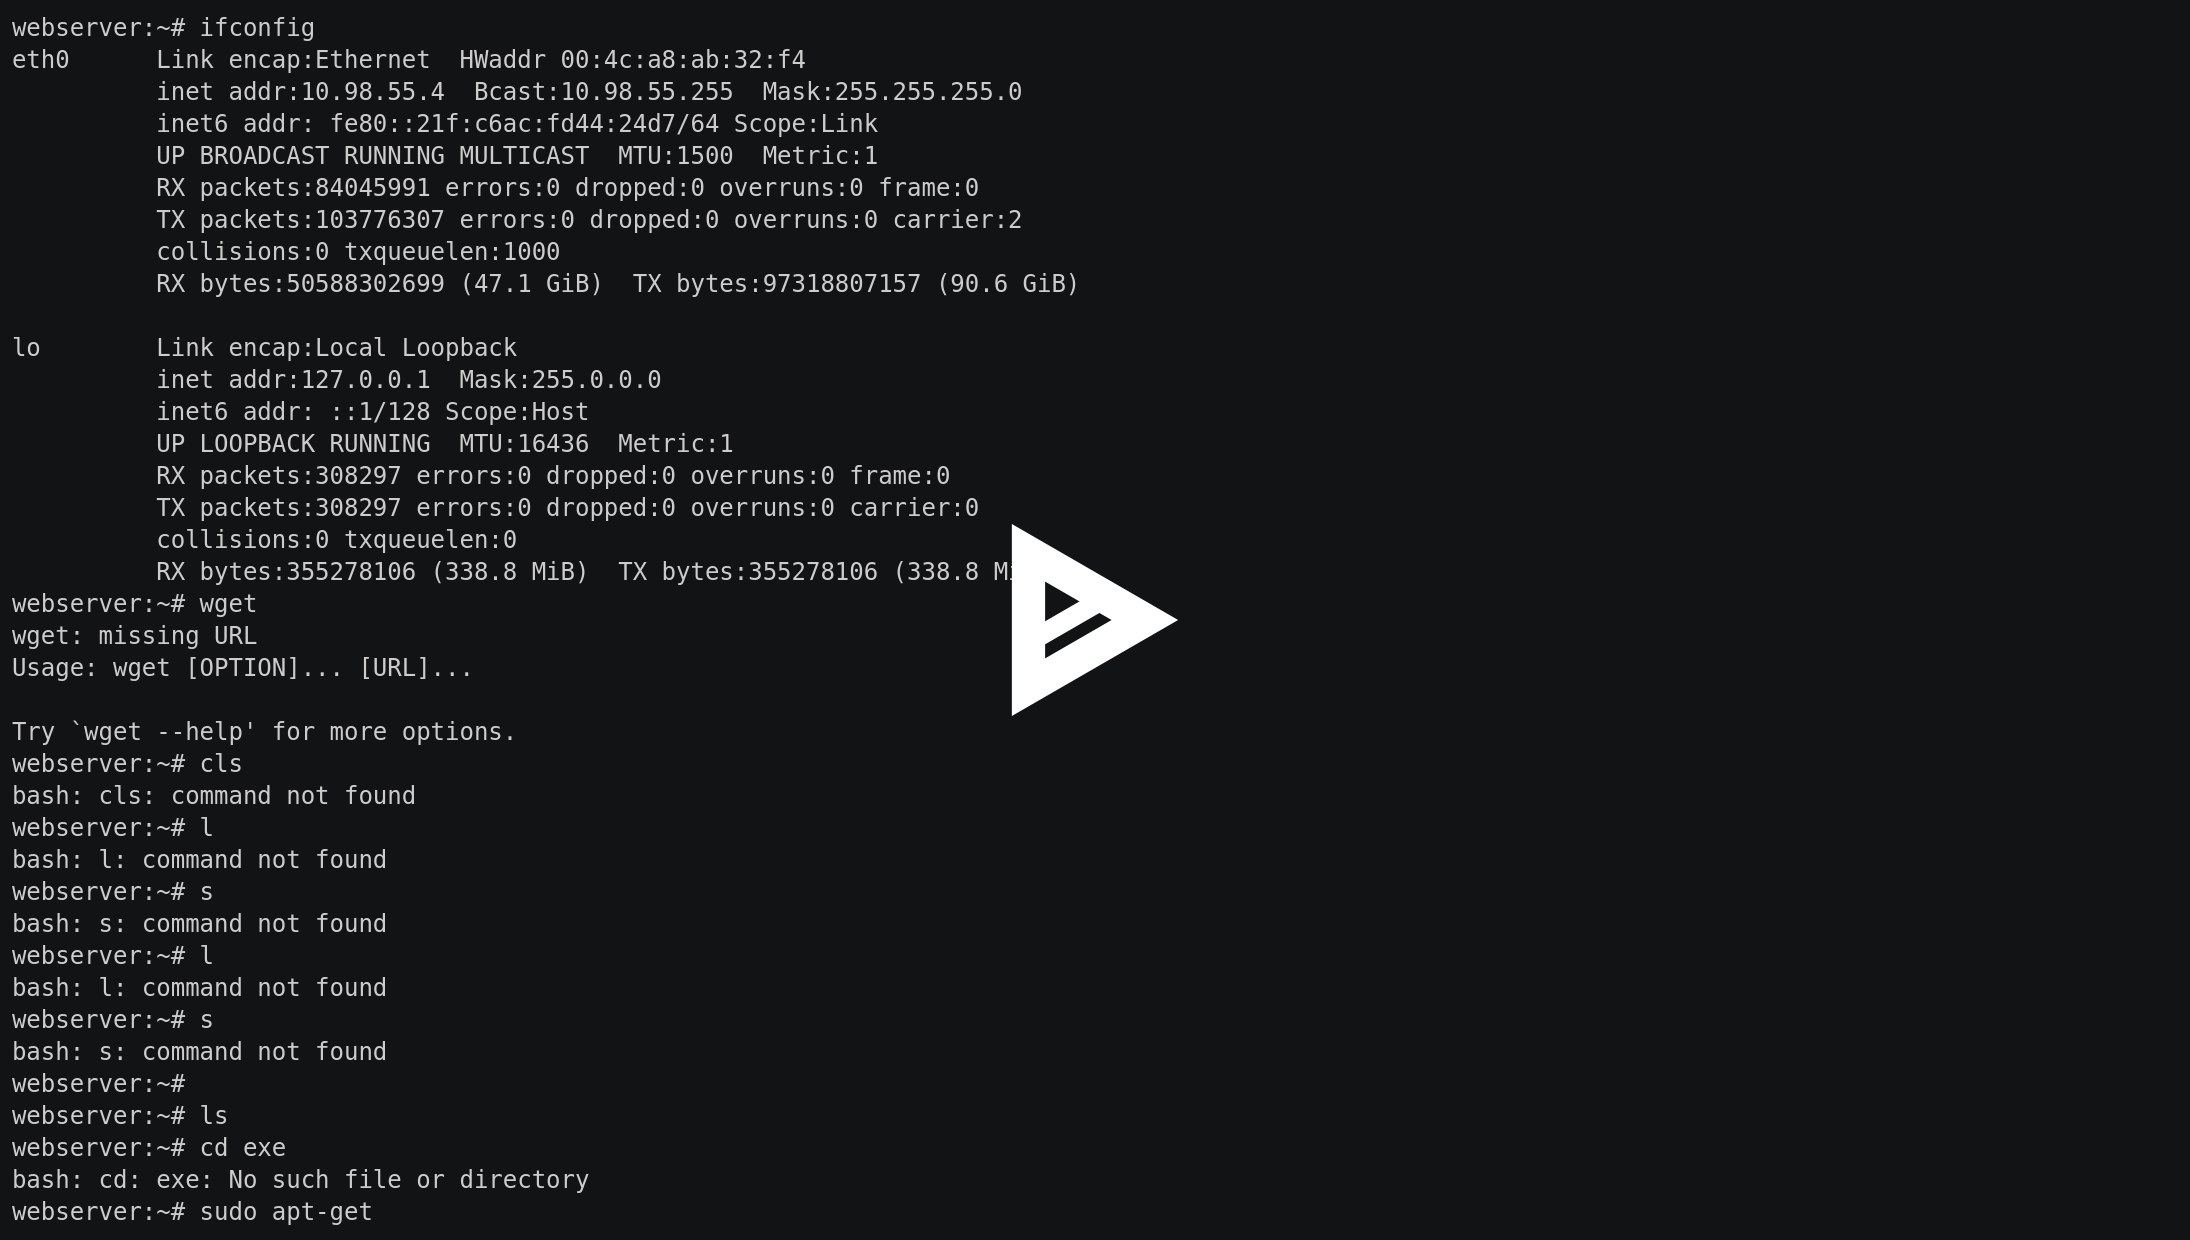 webserver:~# ifconfig
eth0      Link encap:Ethernet  HWaddr 00:4c:a8:ab:32:f4
          inet addr:10.98.55.4  Bcast:10.98.55.255  Mask:255.255.255.0
          inet6 addr: fe80::21f:c6ac:fd44:24d7/64 Scope:Link
          UP BROADCAST RUNNING MULTICAST  MTU:1500  Metric:1
          RX packets:84045991 errors:0 dropped:0 overruns:0 frame:0
          TX packets:103776307 errors:0 dropped:0 overruns:0 carrier:2
          collisions:0 txqueuelen:1000
          RX bytes:50588302699 (47.1 GiB)  TX bytes:97318807157 (90.6 GiB)

lo        Link encap:Local Loopback
          inet addr:127.0.0.1  Mask:255.0.0.0
          inet6 addr: ::1/128 Scope:Host
          UP LOOPBACK RUNNING  MTU:16436  Metric:1
          RX packets:308297 errors:0 dropped:0 overruns:0 frame:0
          TX packets:308297 errors:0 dropped:0 overruns:0 carrier:0
          collisions:0 txqueuelen:0
          RX bytes:355278106 (338.8 MiB)  TX bytes:355278106 (338.8
webserver:~# wget
wget: missing URL
Usage: wget [OPTION]... [URL]...

Try `wget --help' for more options.
webserver:~# cls
bash: cls: command not found
webserver:~# l
bash: l: command not found
webserver:~# s
bash: s: command not found
webserver:~# l
bash: l: command not found
webserver:~# s
bash: s: command not found
webserver:~#
webserver:~# ls
webserver:~# cd exe
bash: cd: exe: No such file or directory
webserver:~# sudo apt-get